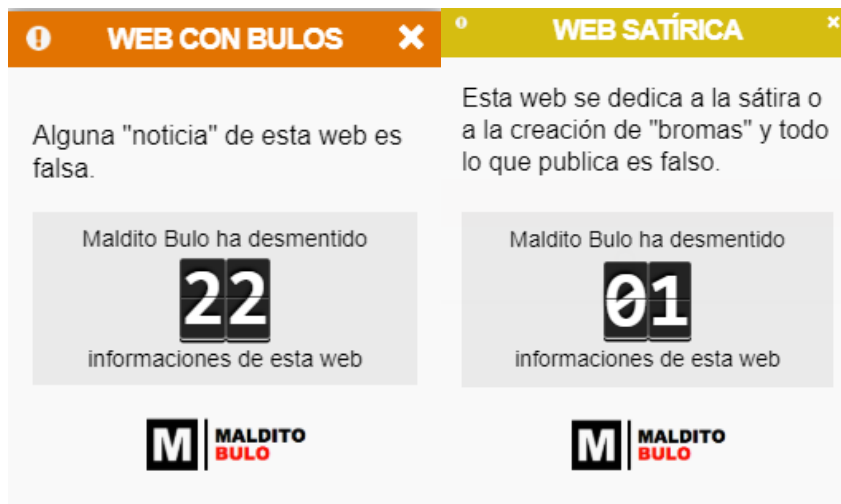 WEB CON BULOS
Alguna "noticia" de esta web es
falsa.
Maldito Bulo ha desmentido
22
informaciones de esta web
M MALDITO
BULO
WEB SATÍRICA
Esta web se dedica a la sátira o
a la creación de "bromas" y todo
lo que publica es falso.
Maldito Bulo ha desmentido
01
informaciones de esta web
M MALDITO
BULO